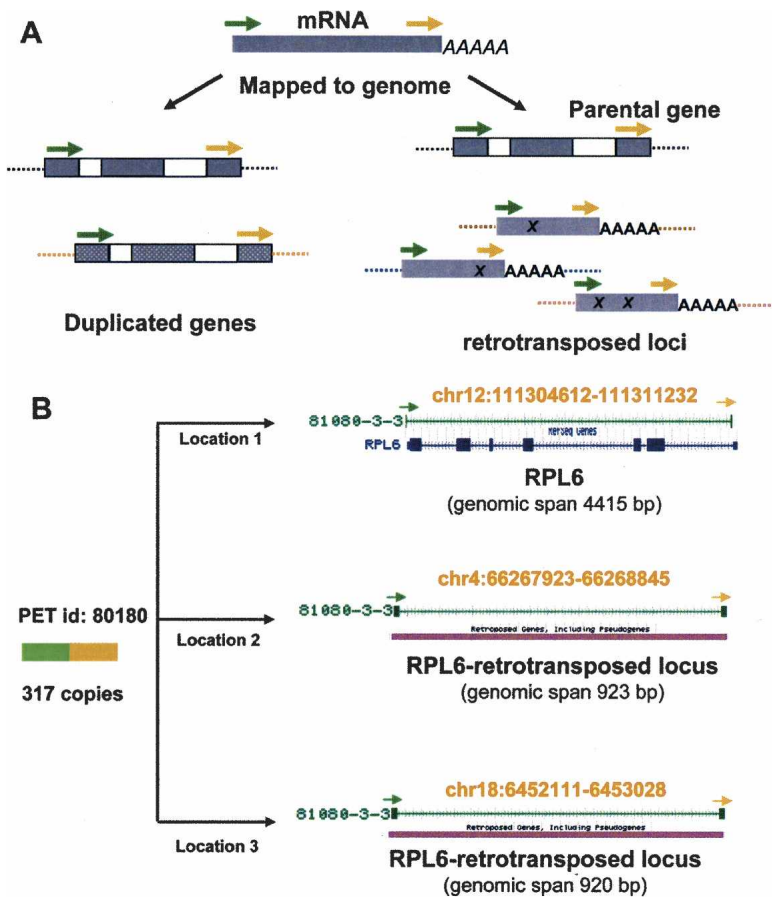 A
mRNA
AAAAA
Mapped to genome
Parental gene
X
AAAAA
X
AAAAA
X X
AAAAA
Duplicated genes
retrotransposed loci
B
chr12:111304612-111311232
81080-3-3
RefSeq Genes
RPL6
Location 1
RPL6
(genomic span 4415 bp)
chr4:66267923-66268845
PET id: 80180
81080-3-3
Location 2
Retroposed Genes, Including Pseudogenes
RPL6-retrotransposed locus
(genomic span 923 bp)
317 copies
chr18:6452111-6453028
81080-3-3
Retroposed Genes, Including Pseudogenes
Location 3
RPL6-retrotransposed locus
(genomic span 920 bp)